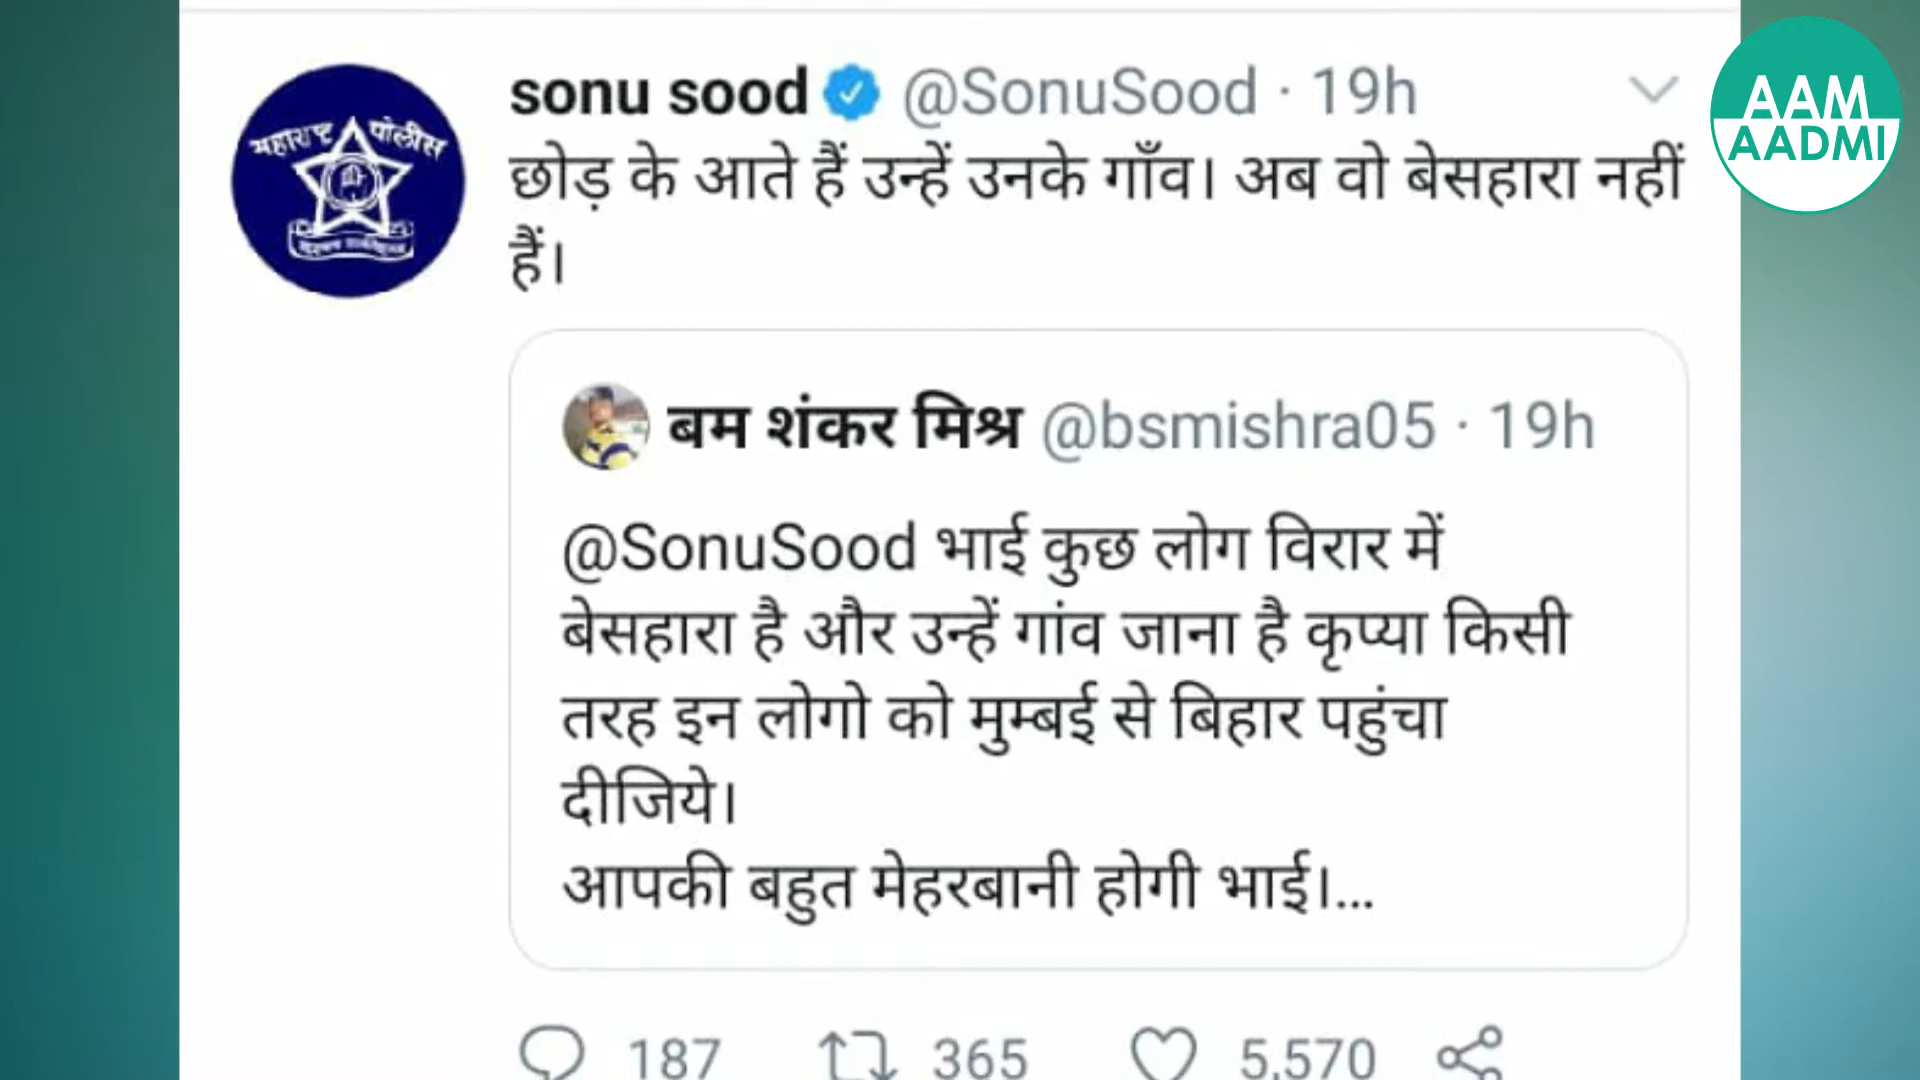 महाराष्ट्र पोलीस
sonu sood @SonuSood · 19h
छोड़ के आते हैं उन्हें उनके गाँव। अब वो बेसहारा नहीं
हैं।
बम शंकर मिश्र @bsmishra05 · 19h
@SonuSood भाई कुछ लोग विरार में
बेसहारा है और उन्हें गांव जाना है कृप्या किसी
तरह इन लोगो को मुम्बई से बिहार पहुंचा
दीजिये।
आपकी बहुत मेहरबानी होगी भाई।...
187 365 5,570
AAM
AADMI